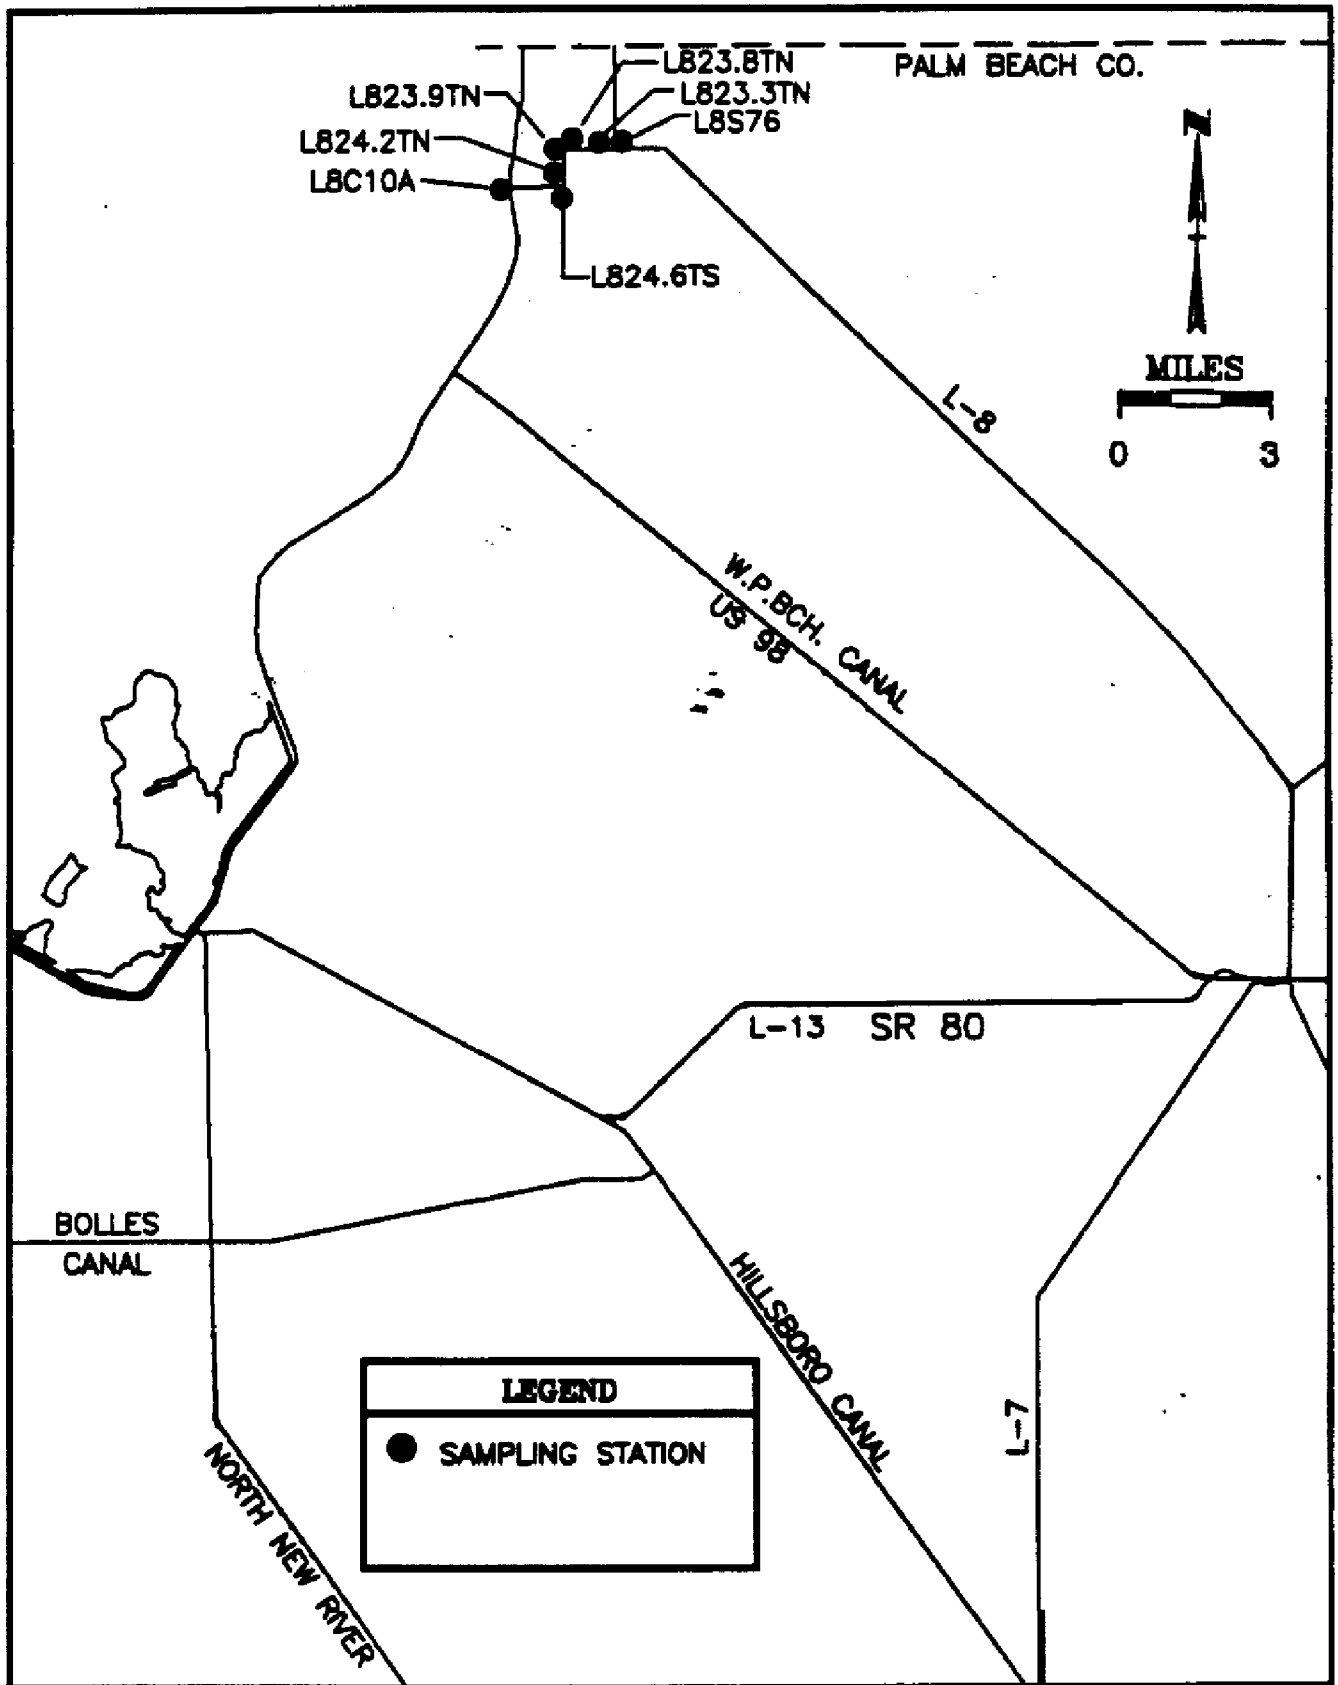 L823.8TN
PALM BEACH CO.
L823.9TN
L823.3TN
L8S76
L824.2TN
L8C10A
L824.6TS
N
MILES
0 3
L-8
W.P.BCH. CANAL
US 98
L-13 SR 80
BOLLES
CANAL
HILLSBORO CANAL
L-7
NORTH NEW RIVER
LEGEND
SAMPLING STATION